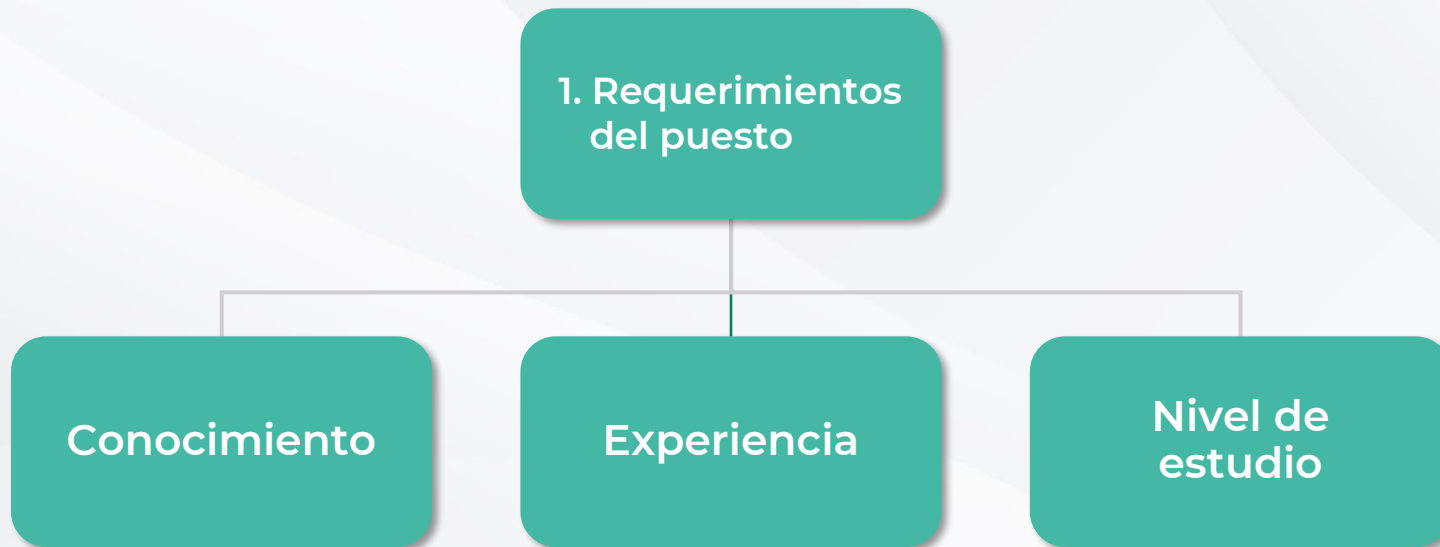 1. Requerimientos
del puesto
Conocimiento
Experiencia
Nivel de
estudio